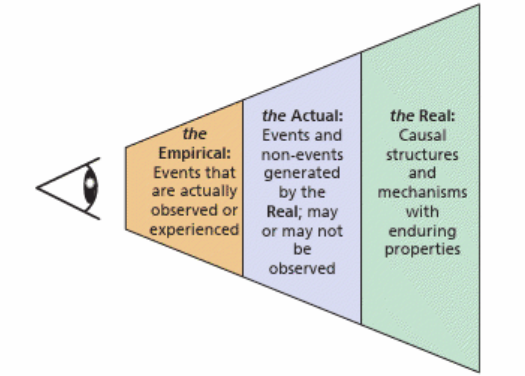 the
Empirical:
Events that
are actually
observed or
experienced
the Actual:
Events and
non-events
generated
by the
Real; may
or may not
be
observed
the Real:
Causal
structures
and
mechanisms
with
enduring
properties